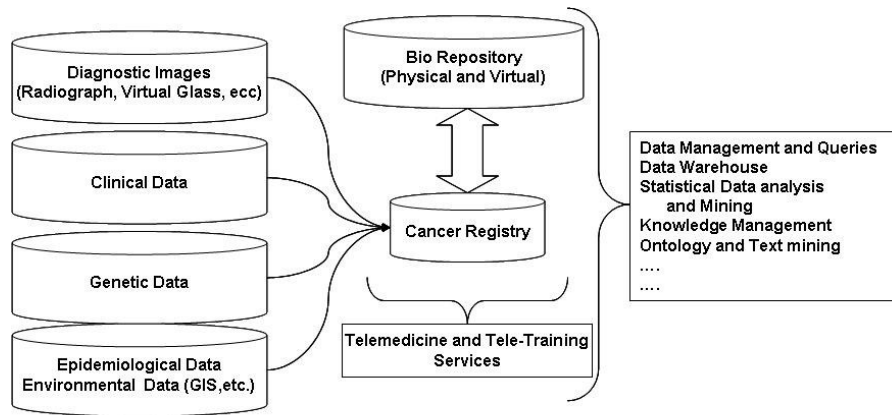 Diagnostic Images
(Radiograph, Virtual Glass, ecc)
Clinical Data
Genetic Data
Epidemiological Data
Environmental Data (GIS,etc.)
Bio Repository
(Physical and Virtual)
Cancer Registry
Telemedicine and Tele-Training
Services
Data Management and Queries
Data Warehouse
Statistical Data analysis
and Mining
Knowledge Management
Ontology and Text mining
....
....